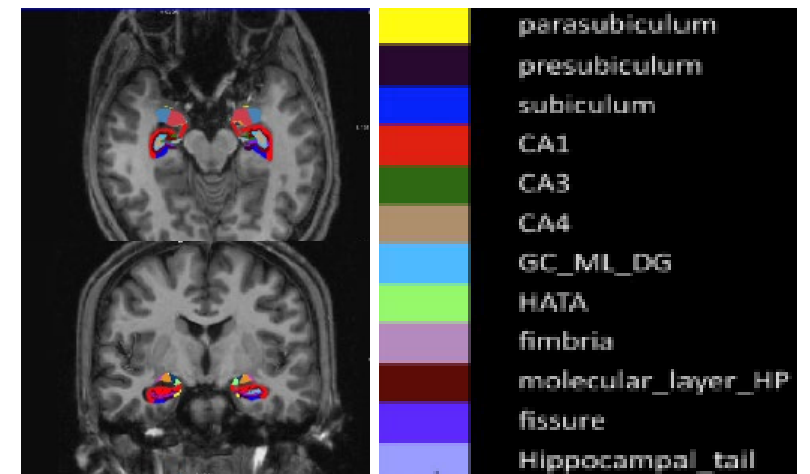 parasubiculum
presubiculum
subiculum
CA1
CA3
CA4
GC_ML_DG
HATA
fimbria
molecular_layer_HP
fissure
Hippocampal_tail